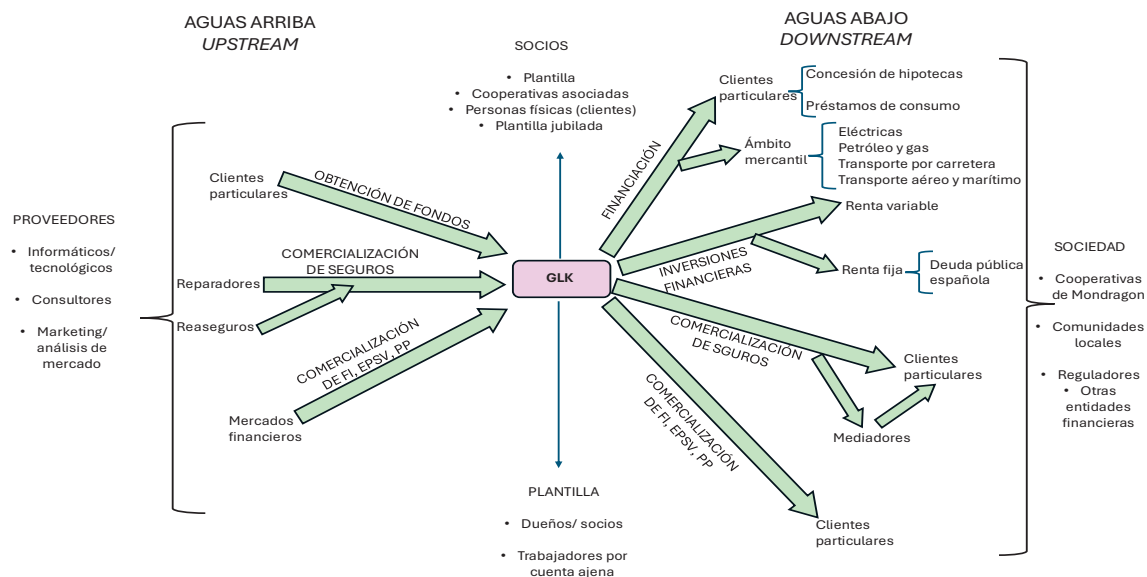 AGUAS ARRIBA
UPSTREAM
AGUAS ABAJO
DOWNSTREAM
SOCIOS
• Plantilla
• Cooperativas asociadas
• Personas físicas (clientes)
• Plantilla jubilada
PROVEEDORES
• Informáticos/
tecnológicos
• Consultores
• Marketing/
análisis de
mercado
Clientes
particulares
OBTENCIÓN DE FONDOS
Reparadores
COMERCIALIZACIÓN
DE SEGUROS
Reaseguros
Mercados
financieros
COMERCIALIZACIÓN
DE FI, EPSV, PP
GLK
FINANCIACIÓN
Clientes
particulares
Concesión de hipotecas
Préstamos de consumo
Ámbito
mercantil
Eléctricas
Petróleo y gas
Transporte por carretera
Transporte aéreo y marítimo
INVERSIONES
FINANCIERAS
Renta variable
Renta fija
Deuda pública
española
COMERCIALIZACIÓN
DE SGUROS
Clientes
particulares
Mediadores
COMERCIALIZACIÓN
DE FI, EPSV, PP
Clientes
particulares
PLANTILLA
• Dueños/ socios
• Trabajadores por
cuenta ajena
SOCIEDAD
• Cooperativas
de Mondragon
• Comunidades
locales
• Reguladores
• Otras
entidades
financieras